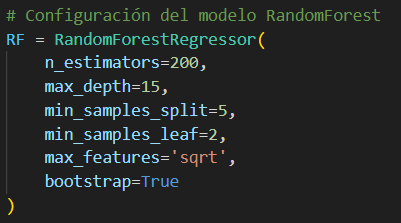 # Configuración del modelo RandomForest
RF = RandomForestRegressor(
    n_estimators=200,
    max_depth=15,
    min_samples_split=5,
    min_samples_leaf=2,
    max_features='sqrt',
    bootstrap=True
)